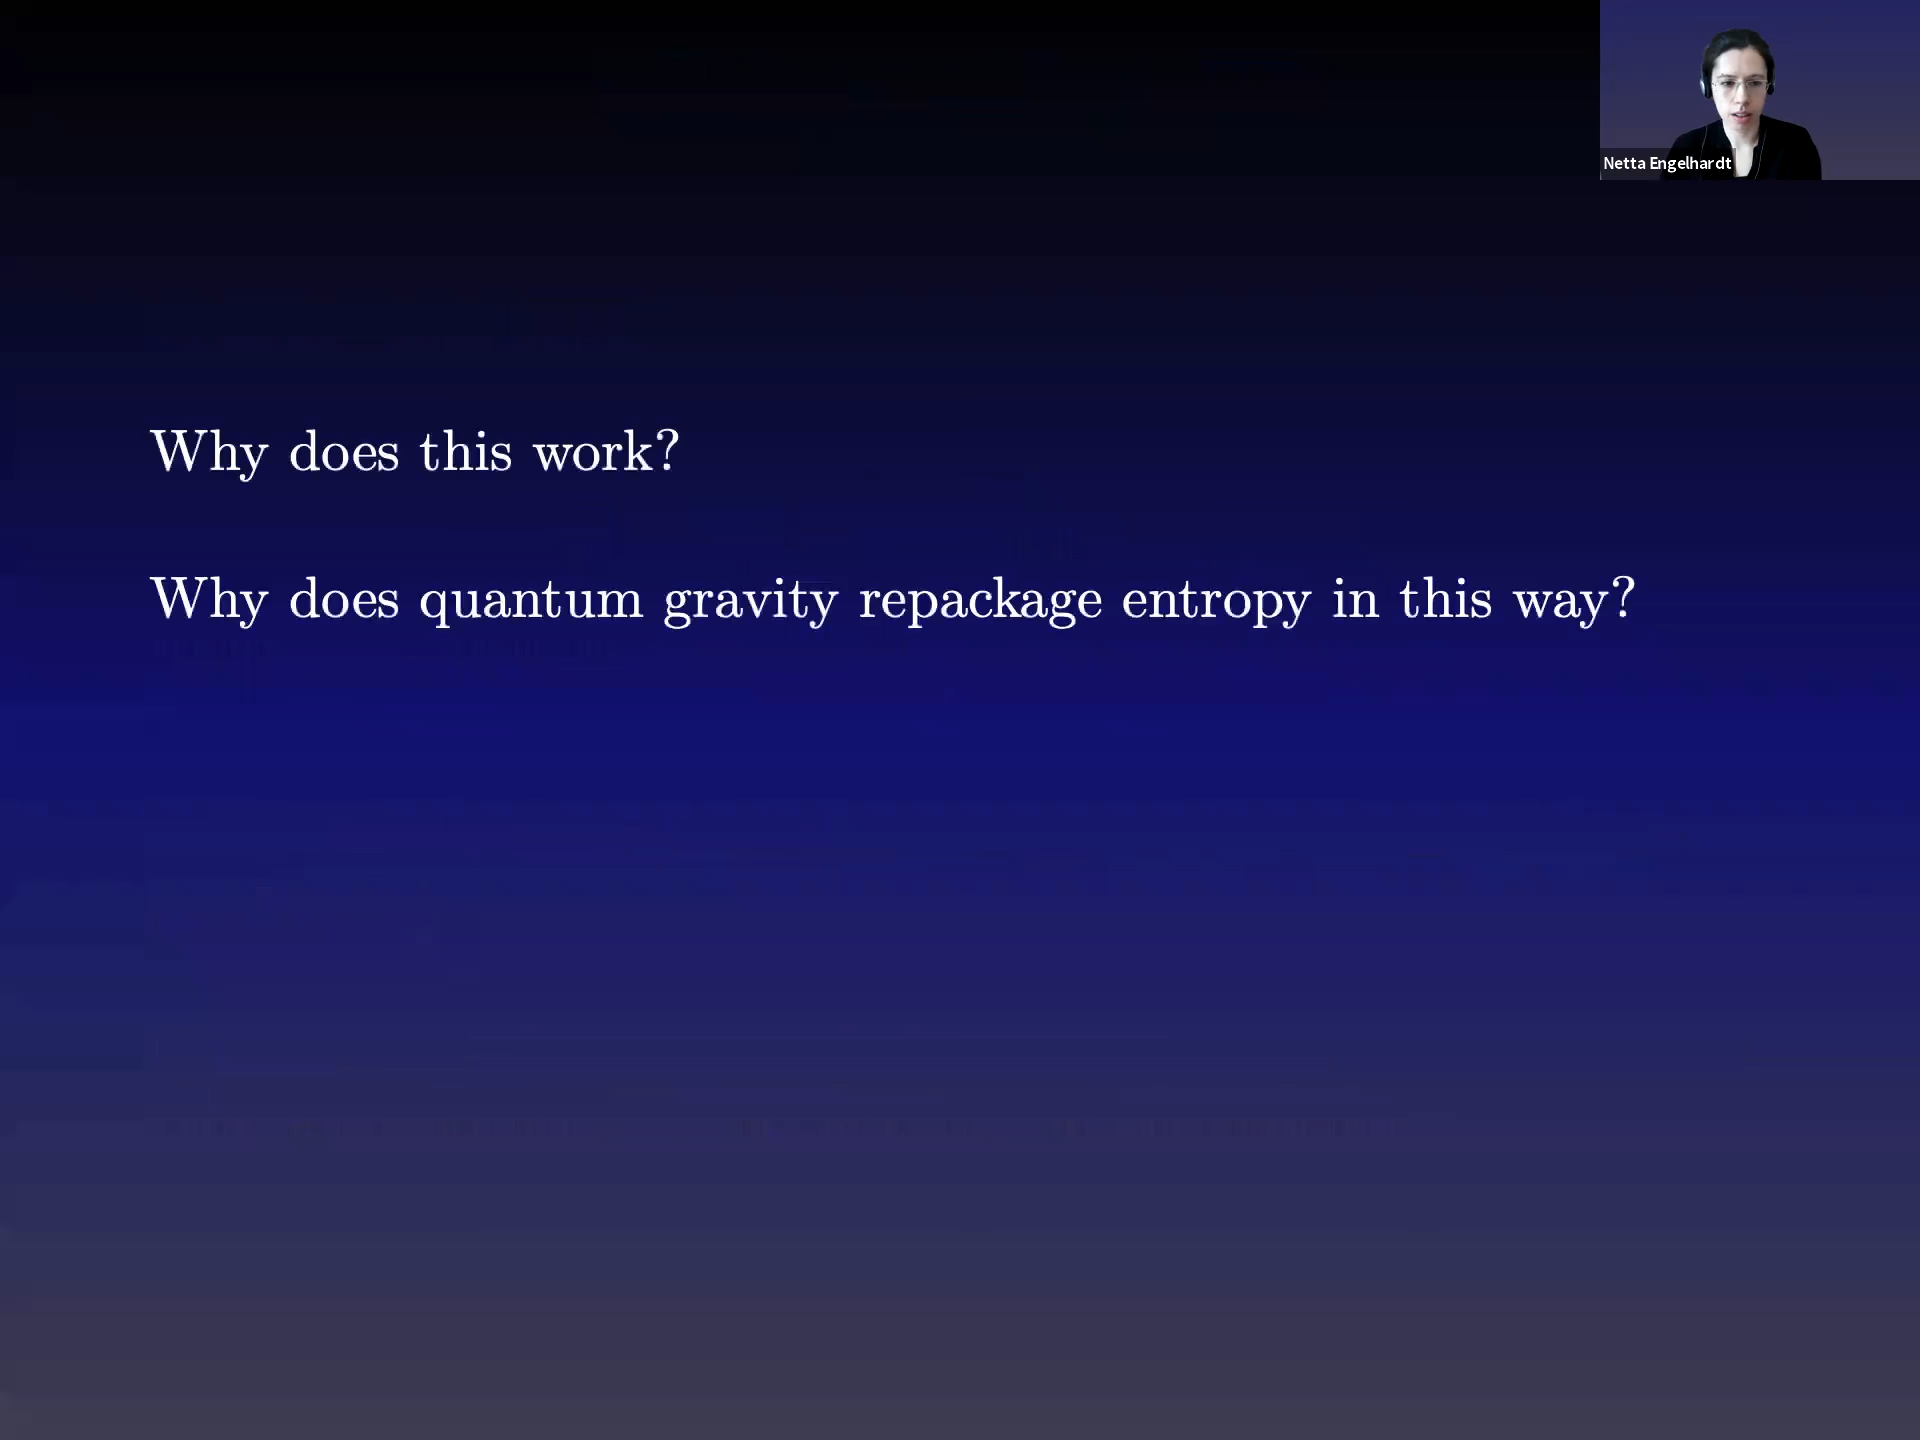 Netta Engelhardt
Why does this work?
Why does quantum gravity repackage entropy in this way?